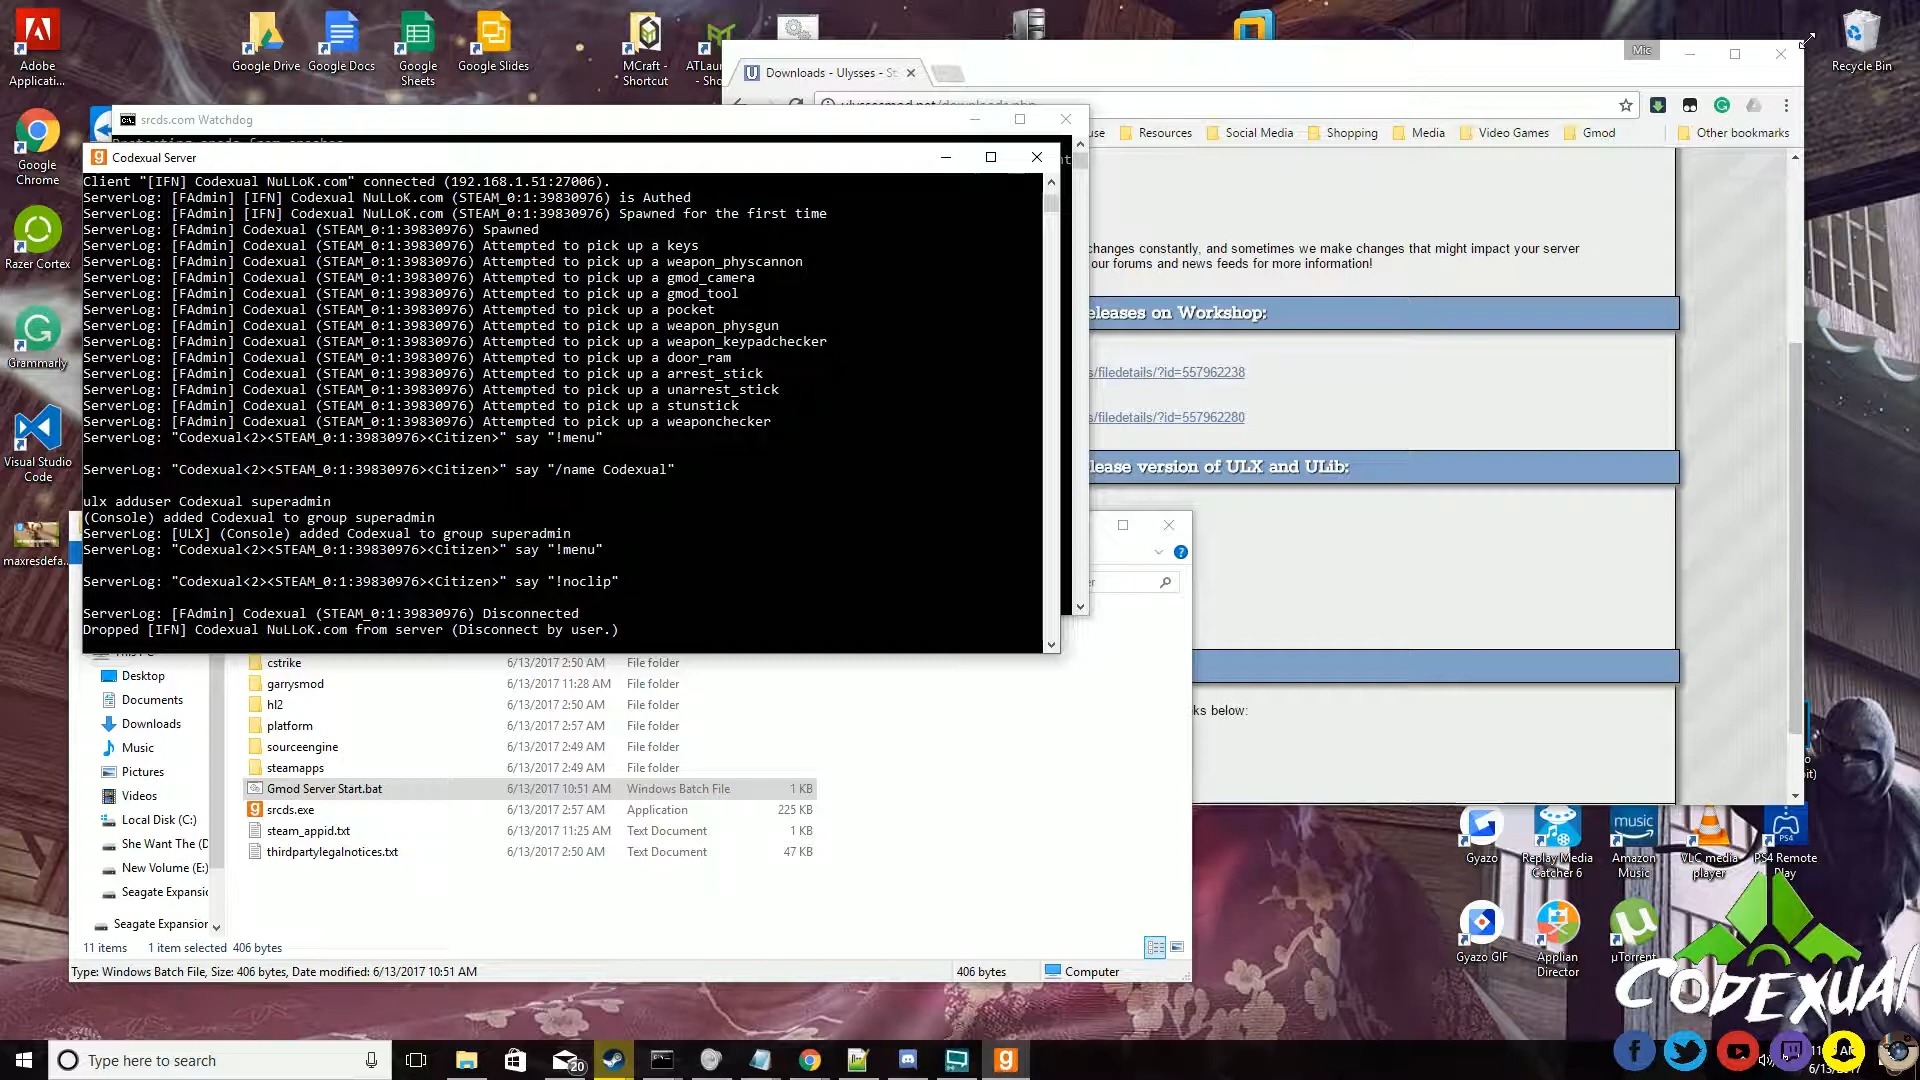 Adobe
Applicati...
Google Drive
Google Docs
Google
Sheets
Google Slides
MCraft -
Shortcut
Mic
Recycle Bin
Downloads - Ulysses - St
ulyssesmod.net/downloads.php
Resources
Social Media
Shopping
Media
Video Games
Gmod
Other bookmarks
srcds.com Watchdog
Codexual Server
Client "[IFN] Codexual NuLLoK.com" connected (192.168.1.51:27006).
ServerLog: [FAdmin] [IFN] Codexual NuLLoK.com (STEAM_0:1:39830976) is Authed
ServerLog: [FAdmin] [IFN] Codexual NuLLoK.com (STEAM_0:1:39830976) Spawned for the first time
ServerLog: [FAdmin] Codexual (STEAM_0:1:39830976) Spawned
ServerLog: [FAdmin] Codexual (STEAM_0:1:39830976) Attempted to pick up a keys
ServerLog: [FAdmin] Codexual (STEAM_0:1:39830976) Attempted to pick up a weapon_physcannon
ServerLog: [FAdmin] Codexual (STEAM_0:1:39830976) Attempted to pick up a gmod_camera
ServerLog: [FAdmin] Codexual (STEAM_0:1:39830976) Attempted to pick up a gmod_tool
ServerLog: [FAdmin] Codexual (STEAM_0:1:39830976) Attempted to pick up a pocket
ServerLog: [FAdmin] Codexual (STEAM_0:1:39830976) Attempted to pick up a weapon_physgun
ServerLog: [FAdmin] Codexual (STEAM_0:1:39830976) Attempted to pick up a weapon_keypadchecker
ServerLog: [FAdmin] Codexual (STEAM_0:1:39830976) Attempted to pick up a door_ram
ServerLog: [FAdmin] Codexual (STEAM_0:1:39830976) Attempted to pick up a arrest_stick
ServerLog: [FAdmin] Codexual (STEAM_0:1:39830976) Attempted to pick up a unarrest_stick
ServerLog: [FAdmin] Codexual (STEAM_0:1:39830976) Attempted to pick up a stunstick
ServerLog: [FAdmin] Codexual (STEAM_0:1:39830976) Attempted to pick up a weaponchecker
ServerLog: "Codexual<2><STEAM_0:1:39830976><Citizen>" say "!menu"
ServerLog: "Codexual<2><STEAM_0:1:39830976><Citizen>" say "/name Codexual"
ulx adduser Codexual superadmin
(Console) added Codexual to group superadmin
ServerLog: [ULX] (Console) added Codexual to group superadmin
ServerLog: "Codexual<2><STEAM_0:1:39830976><Citizen>" say "!menu"
ServerLog: "Codexual<2><STEAM_0:1:39830976><Citizen>" say "!noclip"
ServerLog: [FAdmin] Codexual (STEAM_0:1:39830976) Disconnected
Dropped [IFN] Codexual NuLLoK.com from server (Disconnect by user.)
changes constantly, and sometimes we make changes that might impact your server
our forums and news feeds for more information!
eleases on Workshop:
s/filedetails/?id=557962238
s/filedetails/?id=557962280
lease version of ULX and ULib:
ks below:
Google
Chrome
Razer Cortex
Grammarly
Visual Studio
Code
maxresdefa...
This PC
Desktop
Documents
Downloads
Music
Pictures
Videos
Local Disk (C:)
She Want The (D
New Volume (E:)
Seagate Expansio
Seagate Expansion
cstrike 6/13/2017 2:50 AM File folder
garrysmod 6/13/2017 11:28 AM File folder
hl2 6/13/2017 2:50 AM File folder
platform 6/13/2017 2:57 AM File folder
sourceengine 6/13/2017 2:49 AM File folder
steamapps 6/13/2017 2:49 AM File folder
Gmod Server Start.bat 6/13/2017 10:51 AM Windows Batch File 1 KB
srcds.exe 6/13/2017 2:57 AM Application 225 KB
steam_appid.txt 6/13/2017 11:25 AM Text Document 1 KB
thirdpartylegalnotices.txt 6/13/2017 2:50 AM Text Document 47 KB
11 items 1 item selected 406 bytes
Type: Windows Batch File, Size: 406 bytes, Date modified: 6/13/2017 10:51 AM
406 bytes
Computer
Gyazo
Replay Media
Catcher 6
Amazon
Music
VLC media
player
PS4 Remote
Play
Gyazo GIF
Applian
Director
µTorrent
CODEXUAL
Type here to search
20